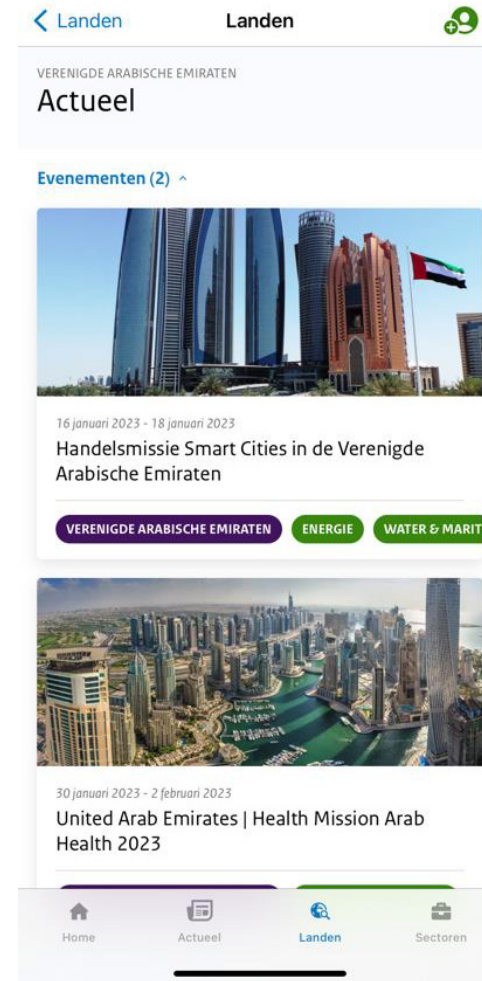 Landen
Landen
VERENIGDE ARABISCHE EMIRATEN
Actueel
Evenementen (2)
16 januari 2023 - 18 januari 2023
Handelsmissie Smart Cities in de Verenigde
Arabische Emiraten
VERENIGDE ARABISCHE EMIRATEN
ENERGIE
WATER & MARIT
30 januari 2023 - 2 februari 2023
United Arab Emirates | Health Mission Arab
Health 2023
Home
Actueel
Landen
Sectoren